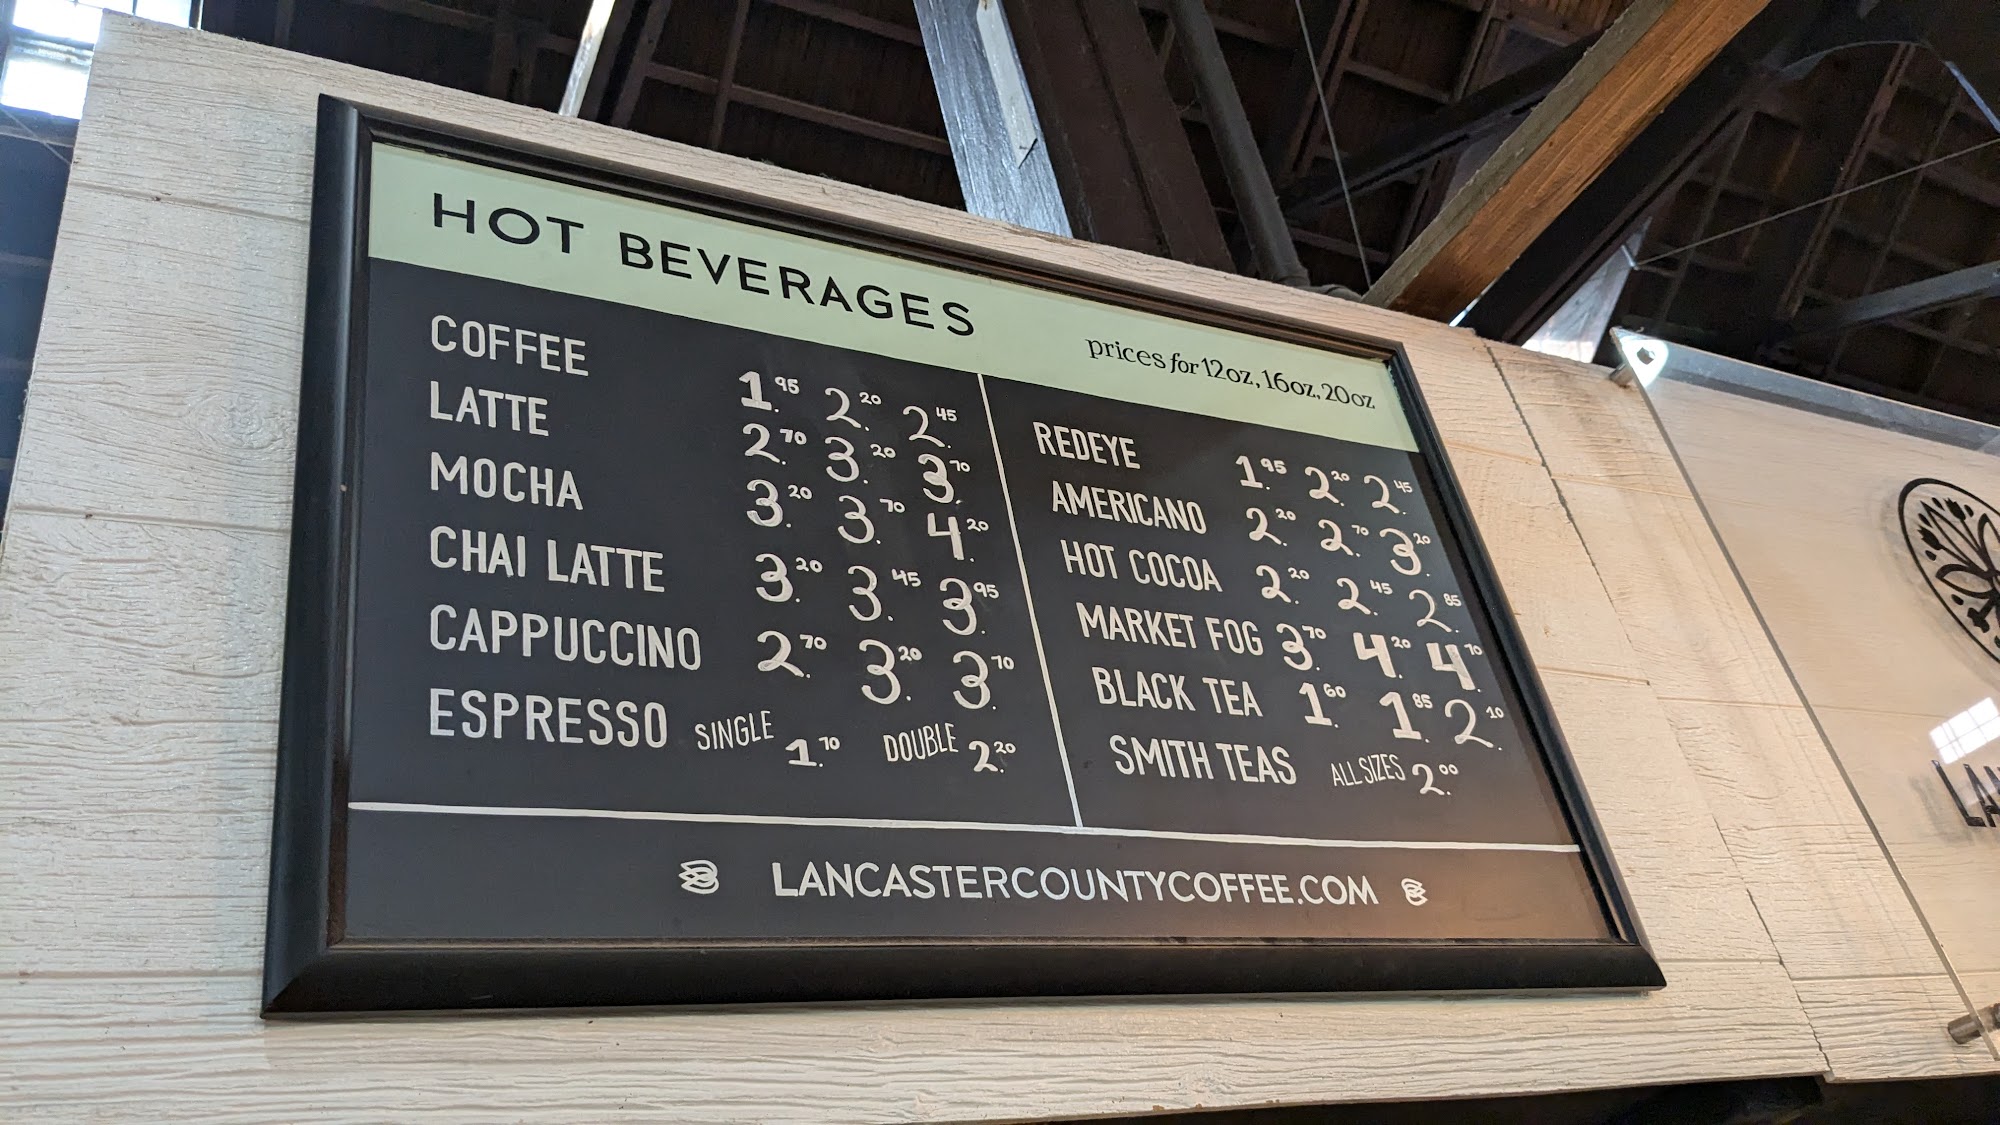 HOT BEVERAGES
prices for 12oz, 16oz, 20oz
COFFEE 1.95 2.20 2.45
LATTE 2.70 3.20 3.70
MOCHA 3.20 3.70 4.20
CHAI LATTE 3.20 3.45 3.95
CAPPUCCINO 2.70 3.20 3.70
ESPRESSO SINGLE 1.70 DOUBLE 2.20
REDEYE 1.95 2.20 2.45
AMERICANO 2.20 2.70 3.20
HOT COCOA 2.20 2.45 2.85
MARKET FOG 3.70 4.20 4.70
BLACK TEA 1.60 1.85 2.10
SMITH TEAS ALL SIZES 2.00
LANCASTERCOUNTYCOFFEE.COM